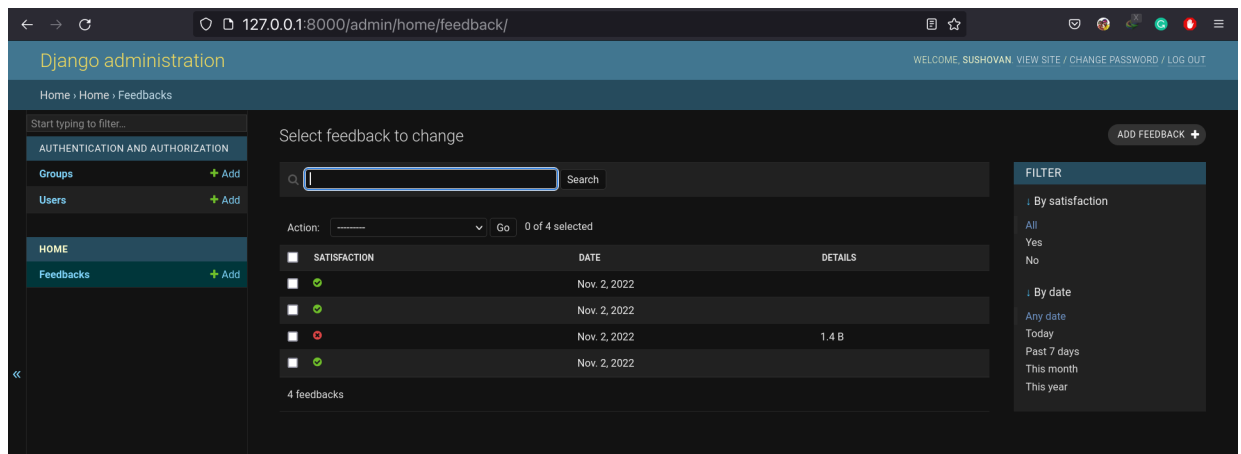 127.0.0.1:8000/admin/home/feedback/
Django administration
WELCOME, SUSHOVAN. VIEW SITE / CHANGE PASSWORD / LOG OUT
Home › Home › Feedbacks
Start typing to filter...
AUTHENTICATION AND AUTHORIZATION
Groups + Add
Users + Add
HOME
Feedbacks + Add
«
Select feedback to change
ADD FEEDBACK +
Search
Action: --------- Go 0 of 4 selected
SATISFACTION DATE DETAILS
Nov. 2, 2022
Nov. 2, 2022
Nov. 2, 2022 1.4 B
Nov. 2, 2022
4 feedbacks
FILTER
↓ By satisfaction
All
Yes
No
↓ By date
Any date
Today
Past 7 days
This month
This year